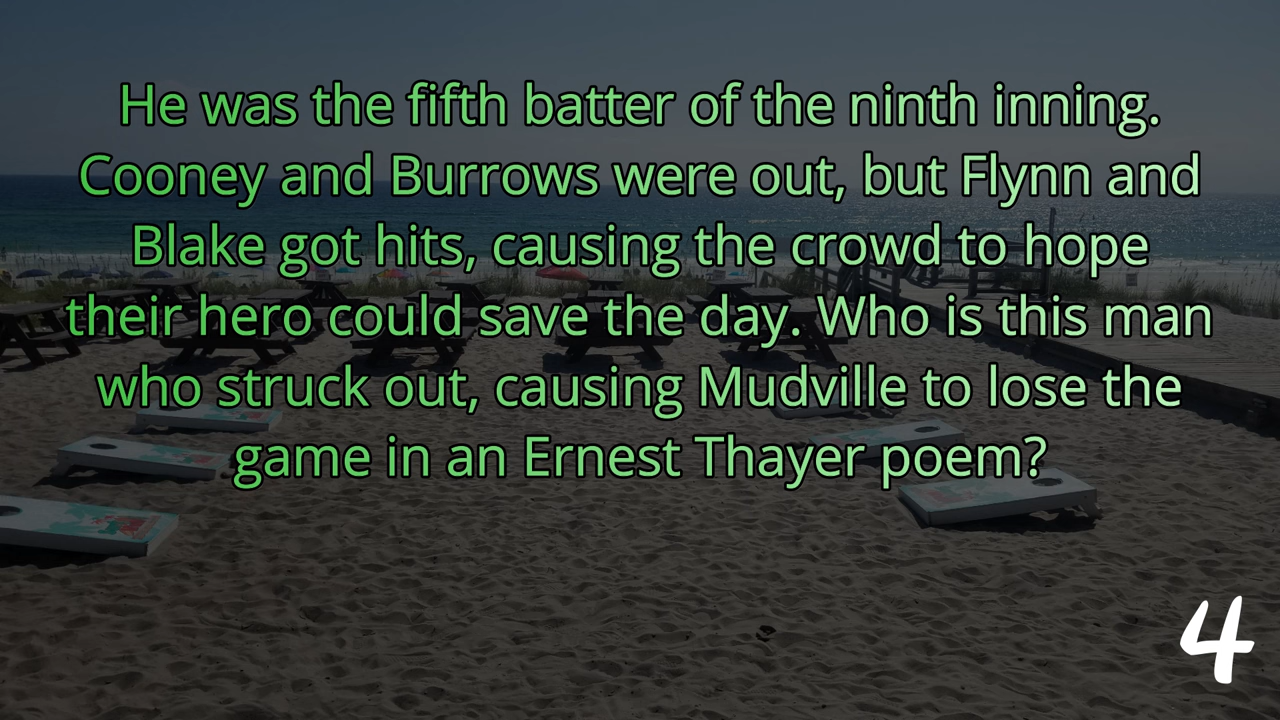 He was the fifth batter of the ninth inning.
Cooney and Burrows were out, but Flynn and
Blake got hits, causing the crowd to hope
their hero could save the day. Who is this man
who struck out, causing Mudville to lose the
game in an Ernest Thayer poem?
4